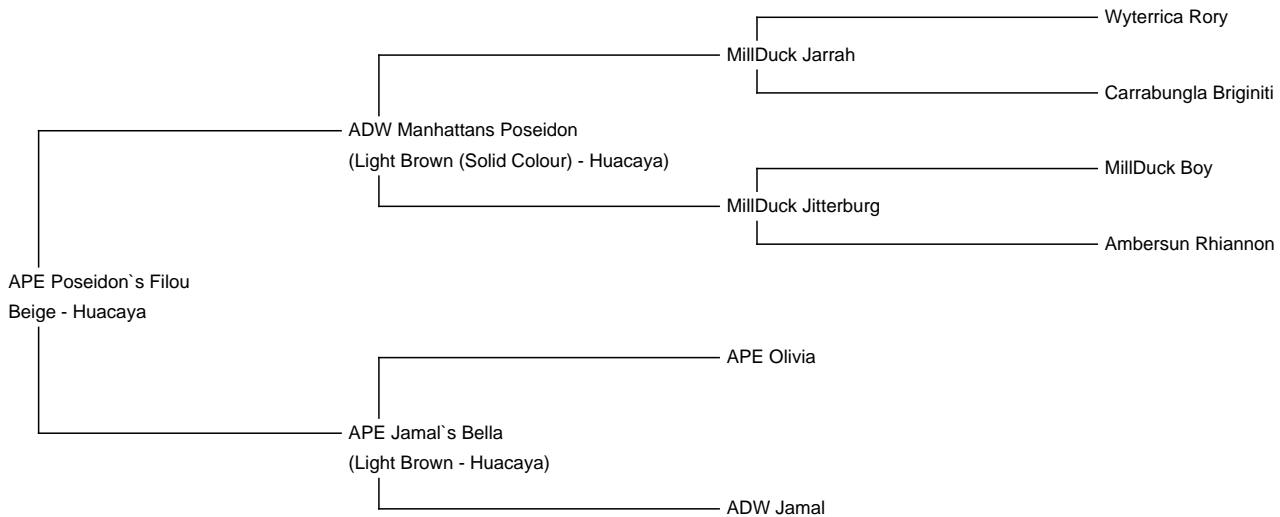 Wyterrica Rory
MillDuck Jarrah
Carrabungla Briginiti
ADW Manhattans Poseidon
(Light Brown (Solid Colour) - Huacaya)
MillDuck Boy
MillDuck Jitterburg
Ambersun Rhiannon
APE Poseidon`s Filou
Beige - Huacaya
APE Olivia
APE Jamal`s Bella
(Light Brown - Huacaya)
ADW Jamal